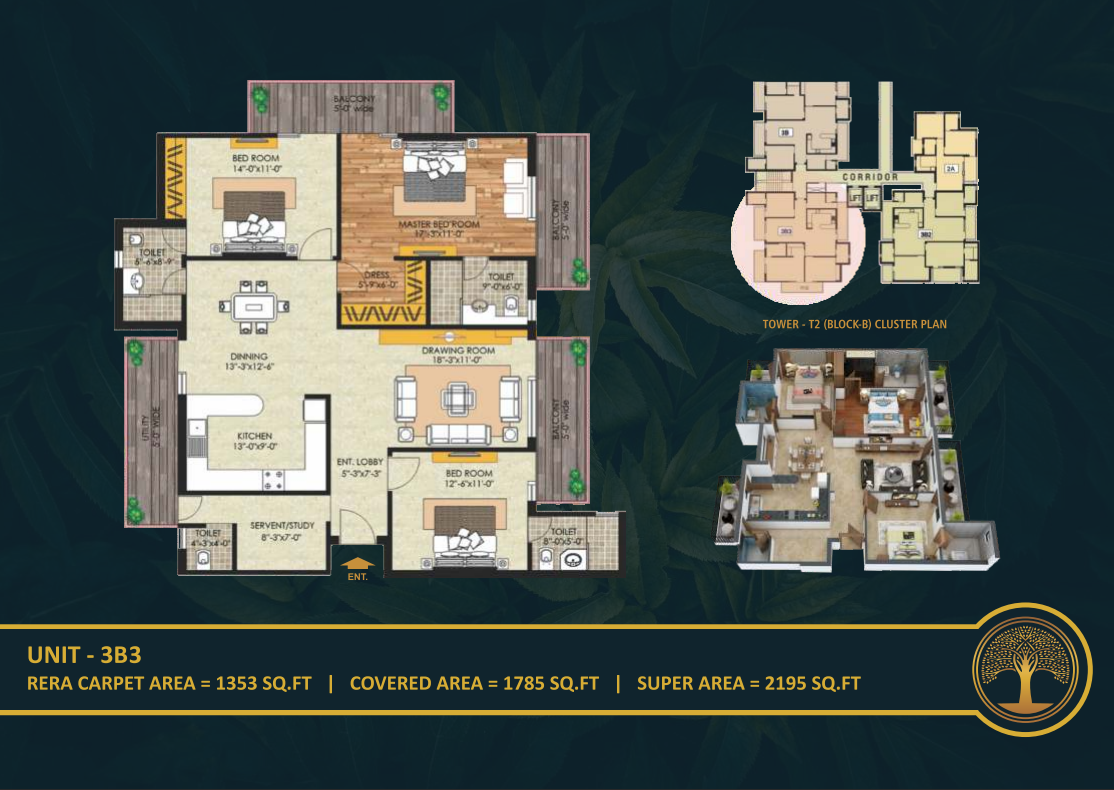 BALCONY
5'-0" wide
BED ROOM
14"-0"x11'-0"
MASTER BED ROOM
17'-3"x11'-0"
BALCONY
5'-0" wide
TOILET
5"-6"x8'-9"
DRESS
5'-9"x6'-0"
TOILET
9"-0"x6'-0"
DINNING
13"-3"x12'-6"
DRAWING ROOM
18"-3"x11'-0"
UTILITY
5'-0" WIDE
KITCHEN
13"-0"x9'-0"
BALCONY
5'-0" wide
ENT. LOBBY
5"-3"x7'-3"
BED ROOM
12"-6"x11'-0"
SERVENT/STUDY
8"-3"x7'-0"
TOILET
4"-3"x4'-0"
TOILET
8"-0"x5'-0"
ENT.
3B
2A
CORRIDOR
LIFT LIFT
3B3
3B2
TOWER - T2 (BLOCK-B) CLUSTER PLAN
UNIT - 3B3
RERA CARPET AREA = 1353 SQ.FT | COVERED AREA = 1785 SQ.FT | SUPER AREA = 2195 SQ.FT